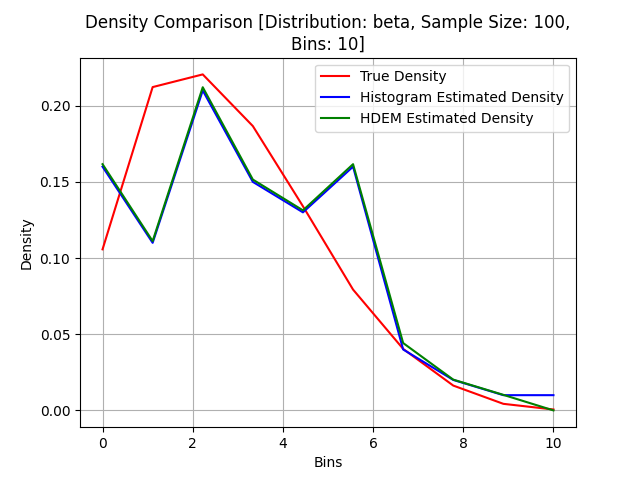 Density Comparison [Distribution: beta, Sample Size: 100,
Bins: 10]
True Density
Histogram Estimated Density
HDEM Estimated Density
Density
0.20
0.15
0.10
0.05
0.00
0 2 4 6 8 10
Bins